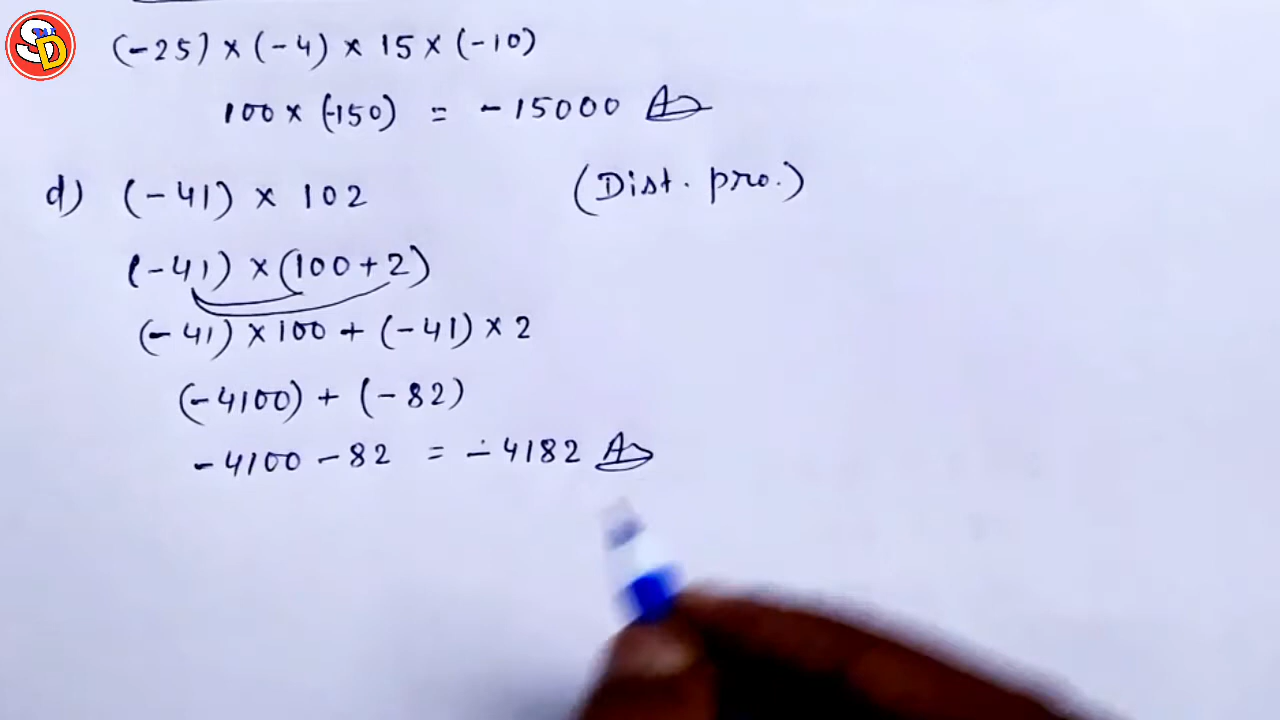 SD
(-25) × (-4) × 15 × (-10)
100 × (-150) = -15000 Ans
d) (-41) × 102 (Dist. pro.)
(-41) × (100 + 2)
(-41) × 100 + (-41) × 2
(-4100) + (-82)
-4100 - 82 = -4182 Ans